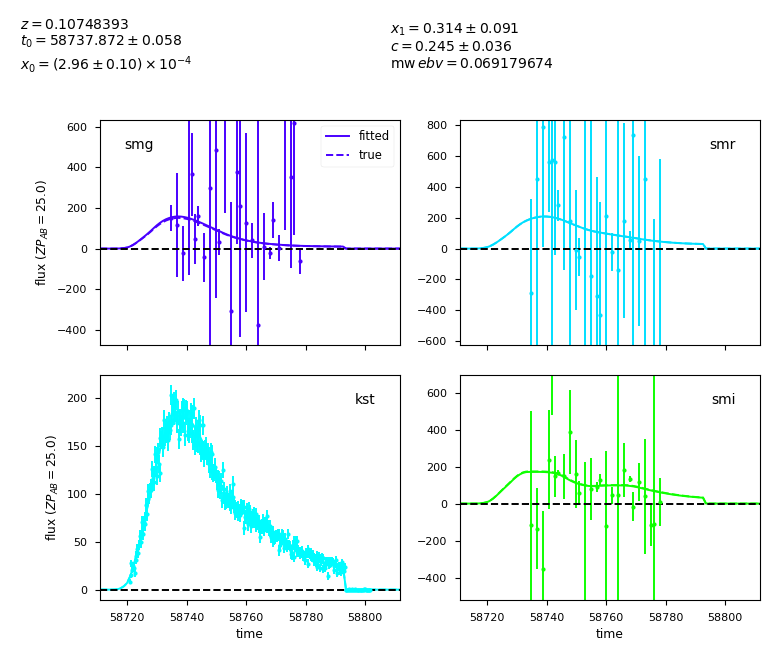 z = 0.10748393
t₀ = 58737.872 ± 0.058
x₀ = (2.96 ± 0.10) × 10⁻⁴
x₁ = 0.314 ± 0.091
c = 0.245 ± 0.036
mwebv = 0.069179674
smg
fitted
true
600
400
200
0
−200
−400
flux (ZP_AB = 25.0)
smr
800
600
400
200
0
−200
−400
−600
kst
200
150
100
50
0
flux (ZP_AB = 25.0)
58720 58740 58760 58780 58800
time
smi
600
400
200
0
−200
−400
58720 58740 58760 58780 58800
time